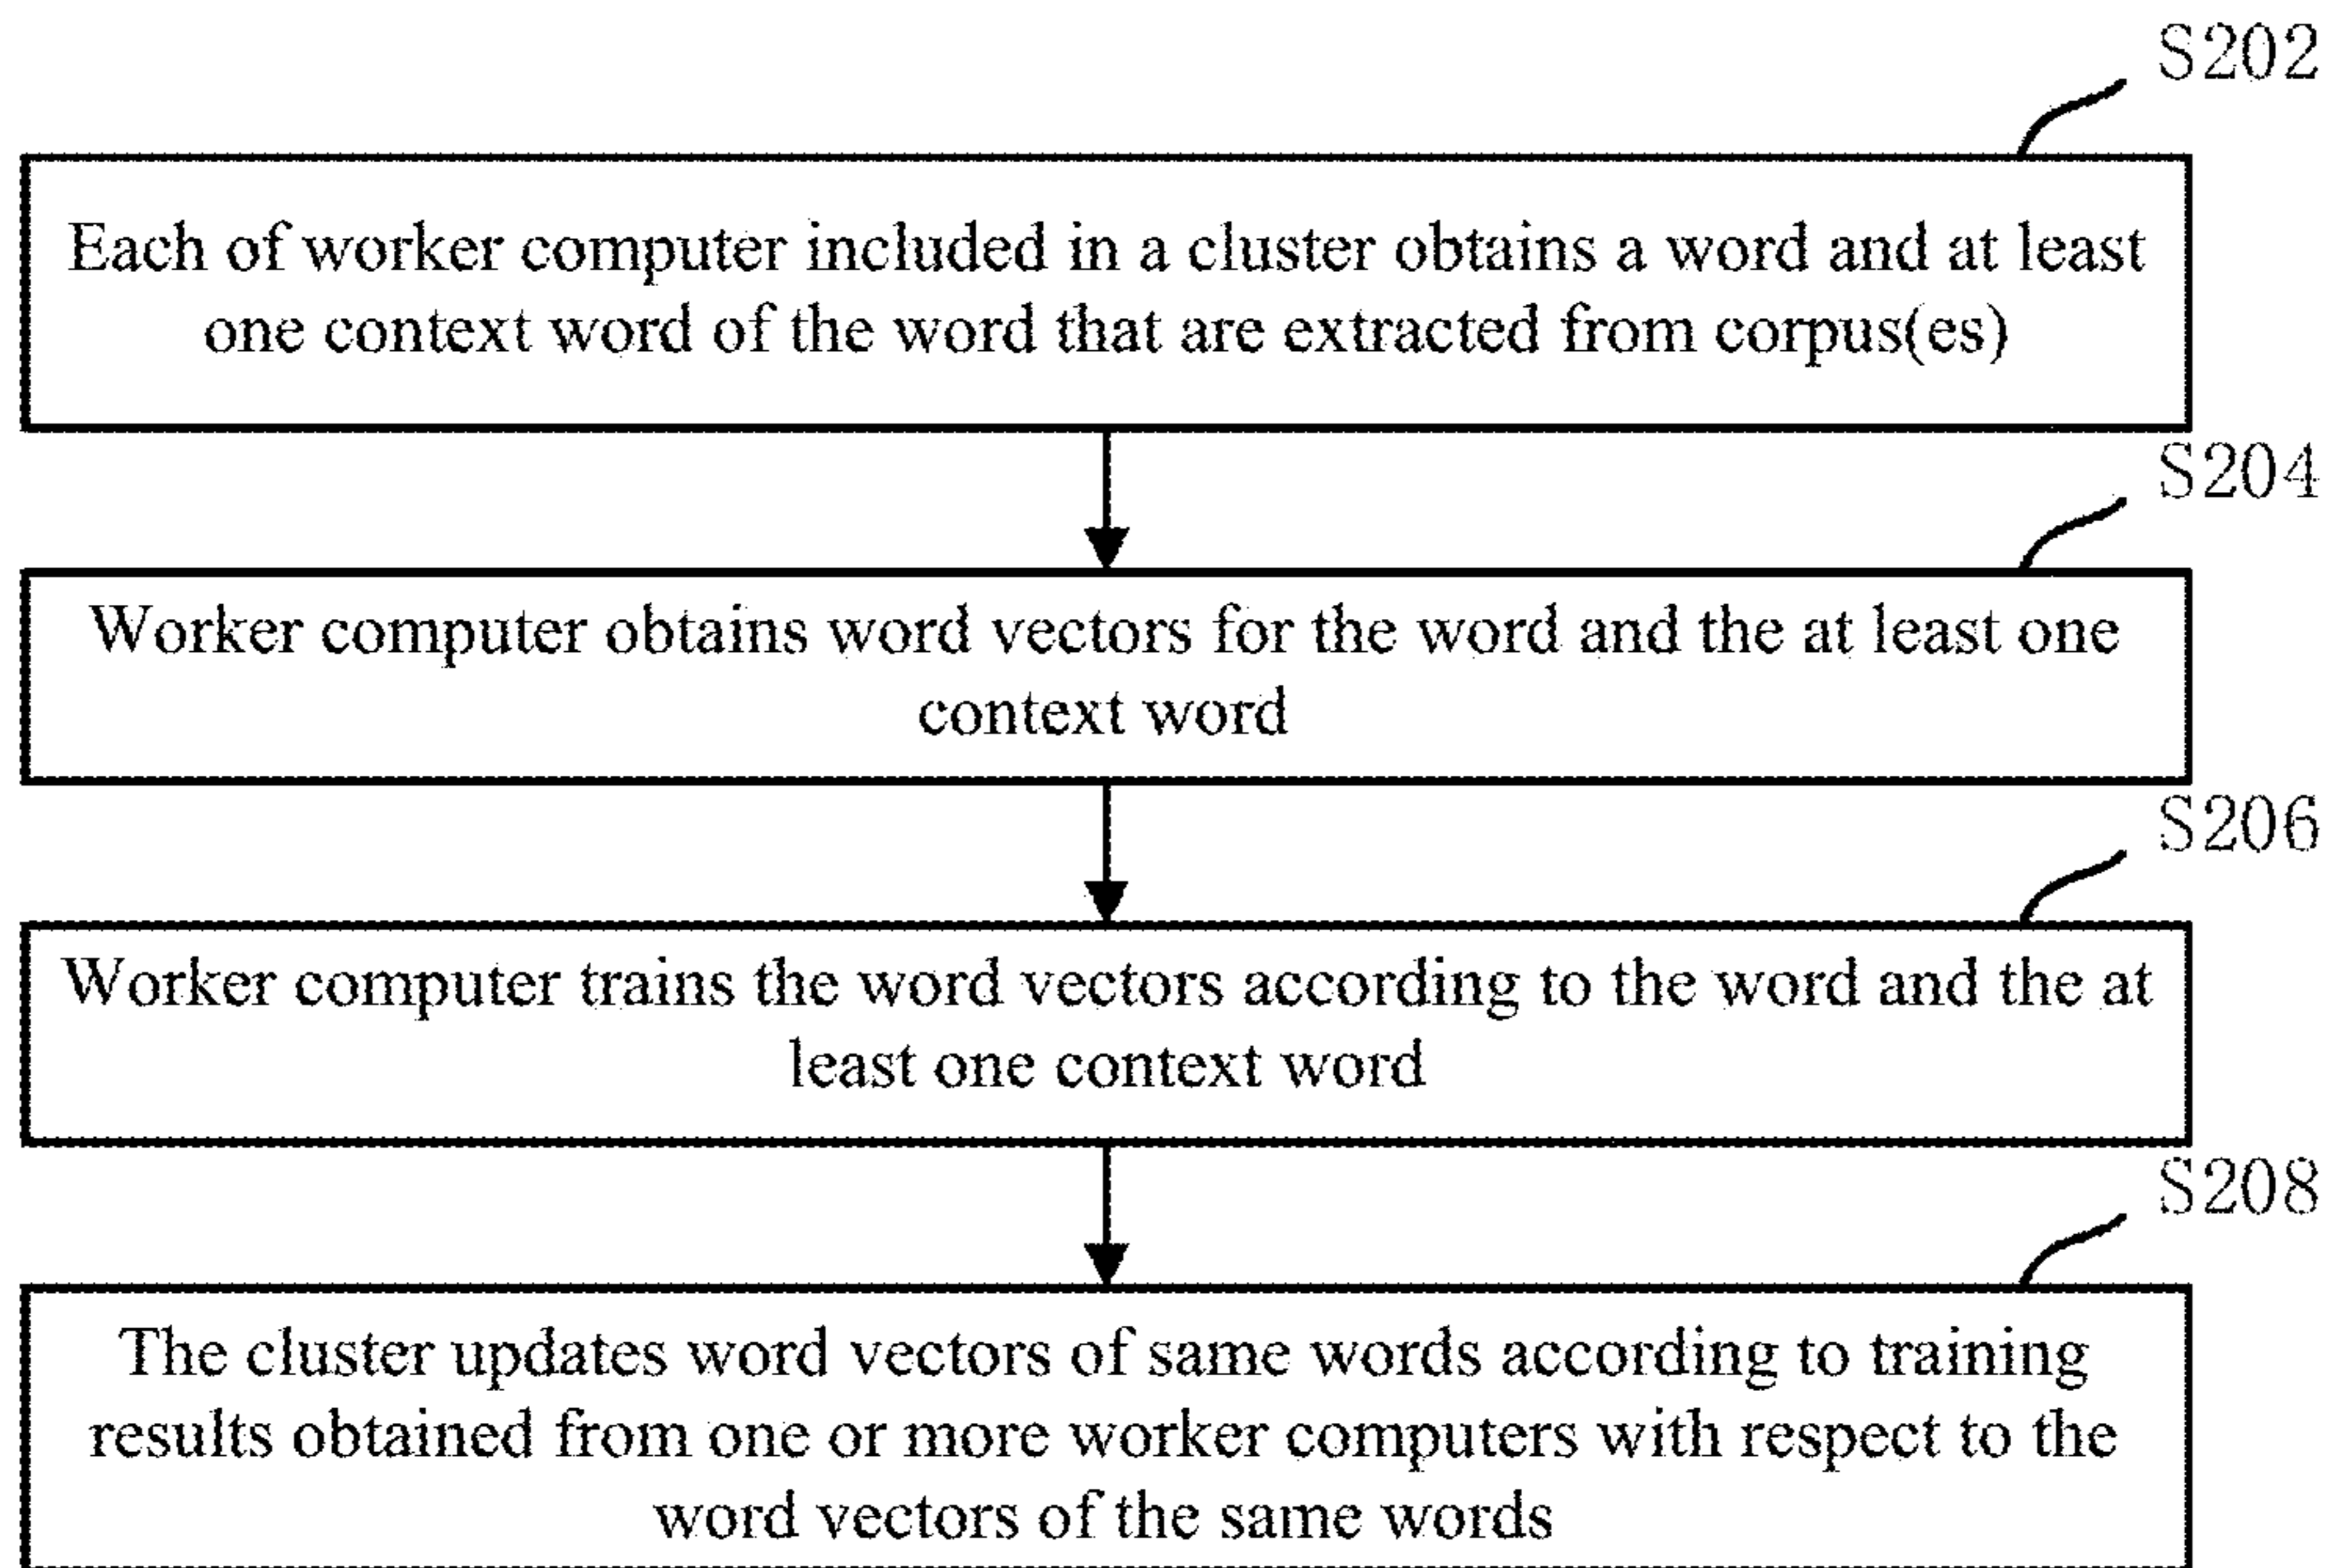 S202
Each of worker computer included in a cluster obtains a word and at least
one context word of the word that are extracted from corpus(es)
S204
Worker computer obtains word vectors for the word and the at least one
context word
S206
Worker computer trains the word vectors according to the word and the at
least one context word
S208
The cluster updates word vectors of same words according to training
results obtained from one or more worker computers with respect to the
word vectors of the same words